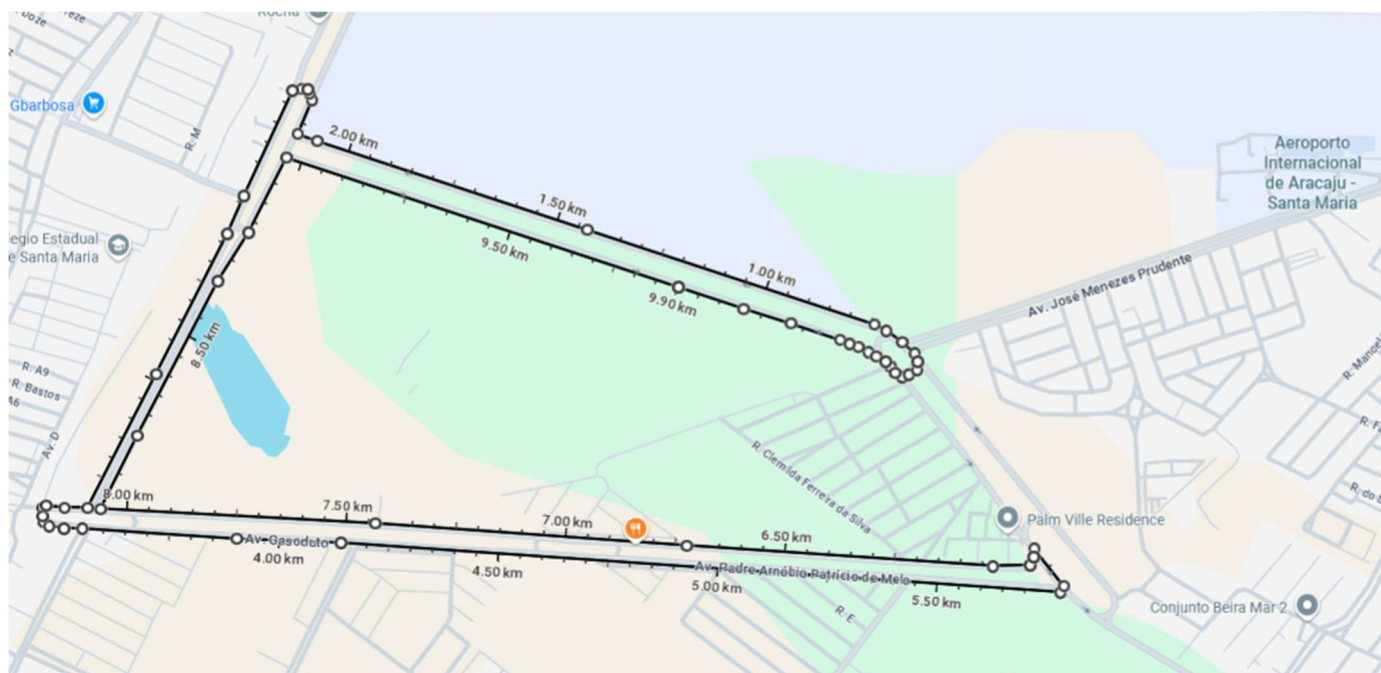 Rocha
Doze
Gbarbosa
R. M
2.00 km
Aeroporto
Internacional
de Aracaju -
Santa Maria
1.50 km
egio Estadual
e Santa Maria
9.50 km
1.00 km
9.90 km
Av. José Menezes Prudente
8.50 km
R. A9
R. Bastos
A6
Av. D
R. Clemilda Ferreira da Silva
8.00 km
7.50 km
7.00 km
6.50 km
Palm Ville Residence
Av. Gasoduto
4.00 km
4.50 km
Av. Padre Arnóbio Patrício de Melo
5.00 km
5.50 km
R. E
Conjunto Beira Mar 2
R. do S